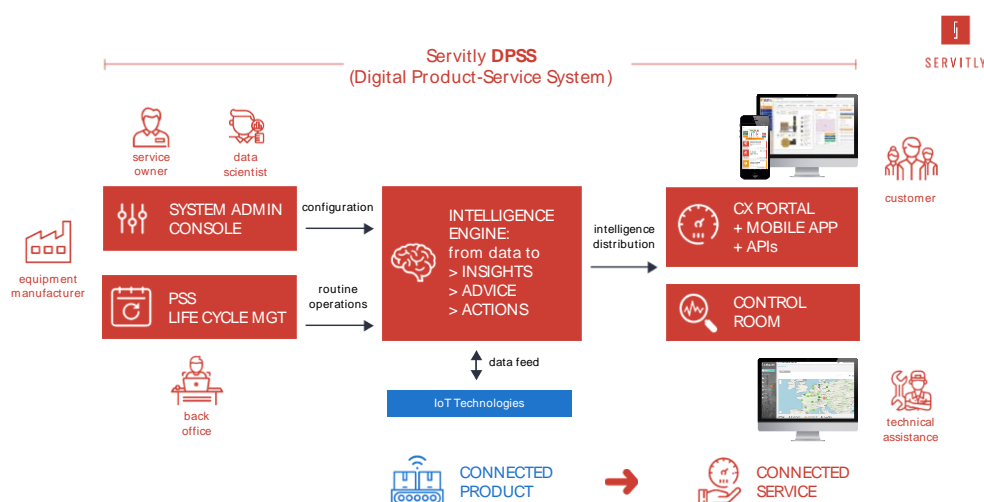 Servitly DPSS
(Digital Product-Service System)
SERVITLY
service
owner
data
scientist
customer
equipment
manufacturer
SYSTEM ADMIN
CONSOLE
configuration
INTELLIGENCE
ENGINE:
from data to
> INSIGHTS
> ADVICE
> ACTIONS
intelligence
distribution
CX PORTAL
+ MOBILE APP
+ APIs
PSS
LIFE CYCLE MGT
routine
operations
CONTROL
ROOM
back
office
data feed
IoT Technologies
technical
assistance
CONNECTED
PRODUCT
CONNECTED
SERVICE